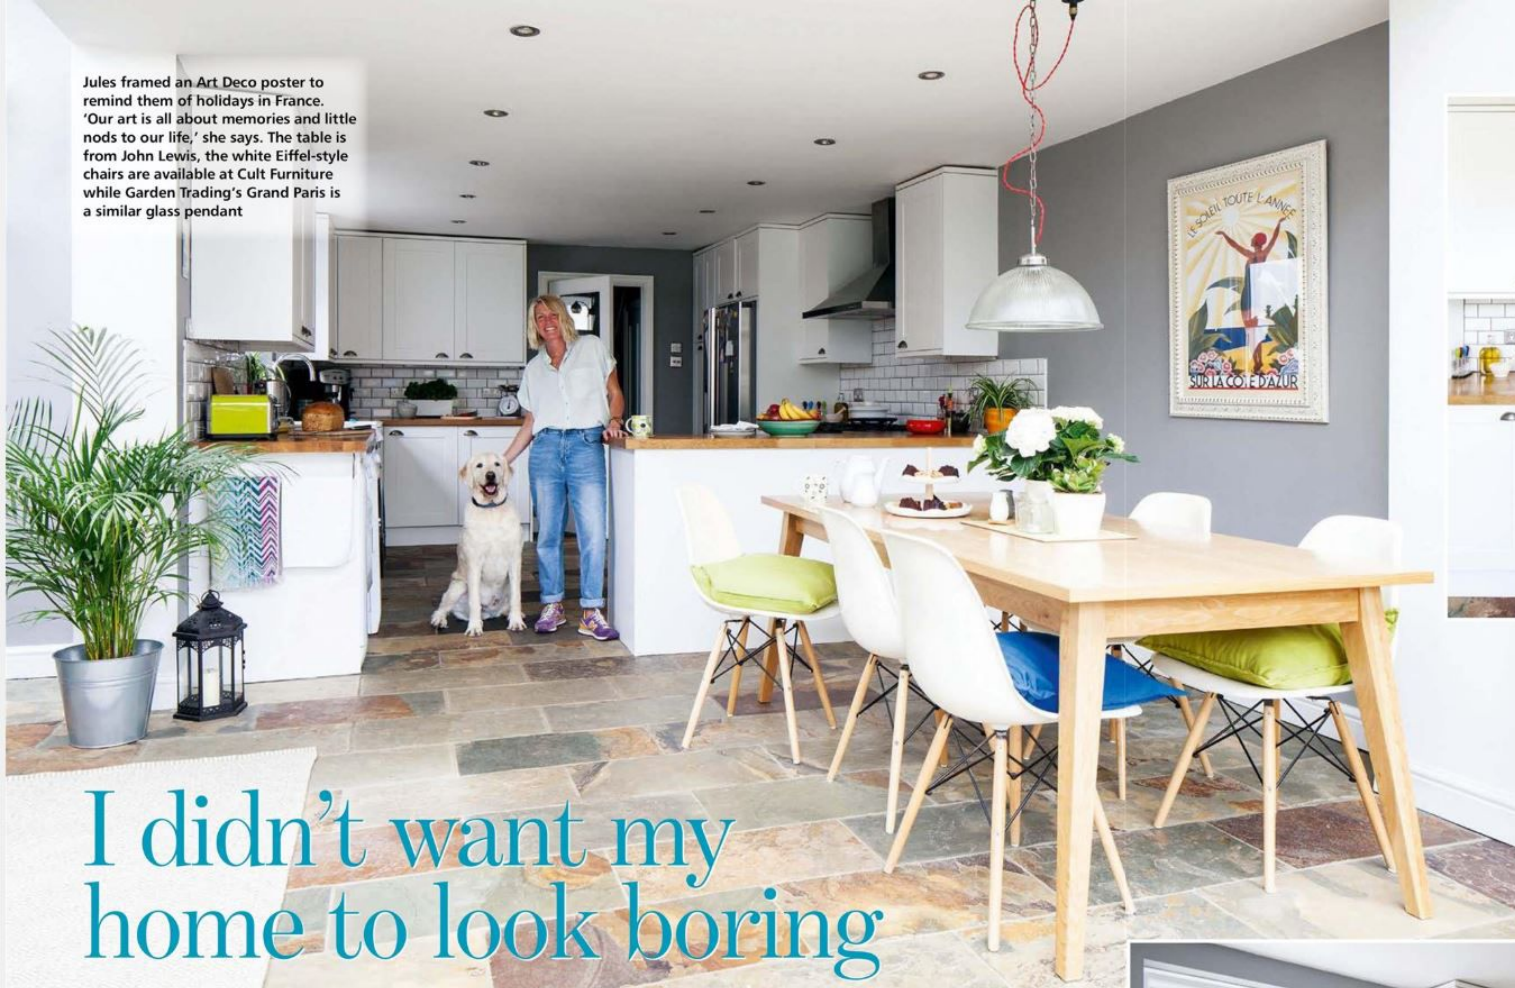 Jules framed an Art Deco poster to
remind them of holidays in France.
‘Our art is all about memories and little
nods to our life,’ she says. The table is
from John Lewis, the white Eiffel-style
chairs are available at Cult Furniture
while Garden Trading’s Grand Paris is
a similar glass pendant
LE SOLEIL TOUTE L'ANNÉE
SUR LA CÔTE D'AZUR
I didn’t want my
home to look boring